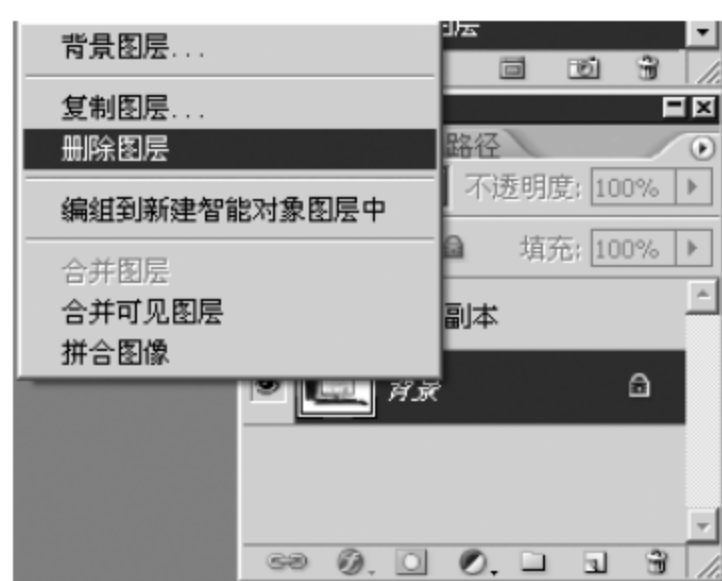 背景图层...
复制图层...
删除图层
编组到新建智能对象图层中
合并图层
合并可见图层
拼合图像
路径
不透明度: 100%
填充: 100%
副本
背景